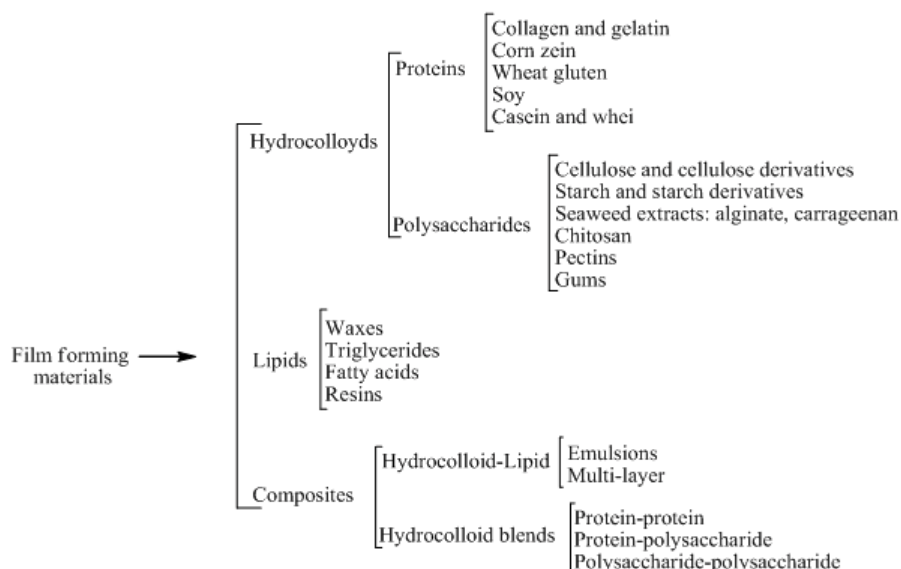 Collagen and gelatin
Corn zein
Proteins
Wheat gluten
Soy
Casein and whei
Hydrocolloyds
Cellulose and cellulose derivatives
Starch and starch derivatives
Seaweed extracts: alginate, carrageenan
Polysaccharides
Chitosan
Pectins
Gums
Film forming
materials
Lipids
Waxes
Triglycerides
Fatty acids
Resins
Composites
Hydrocolloid-Lipid
Emulsions
Multi-layer
Hydrocolloid blends
Protein-protein
Protein-polysaccharide
Polysaccharide-polysaccharide